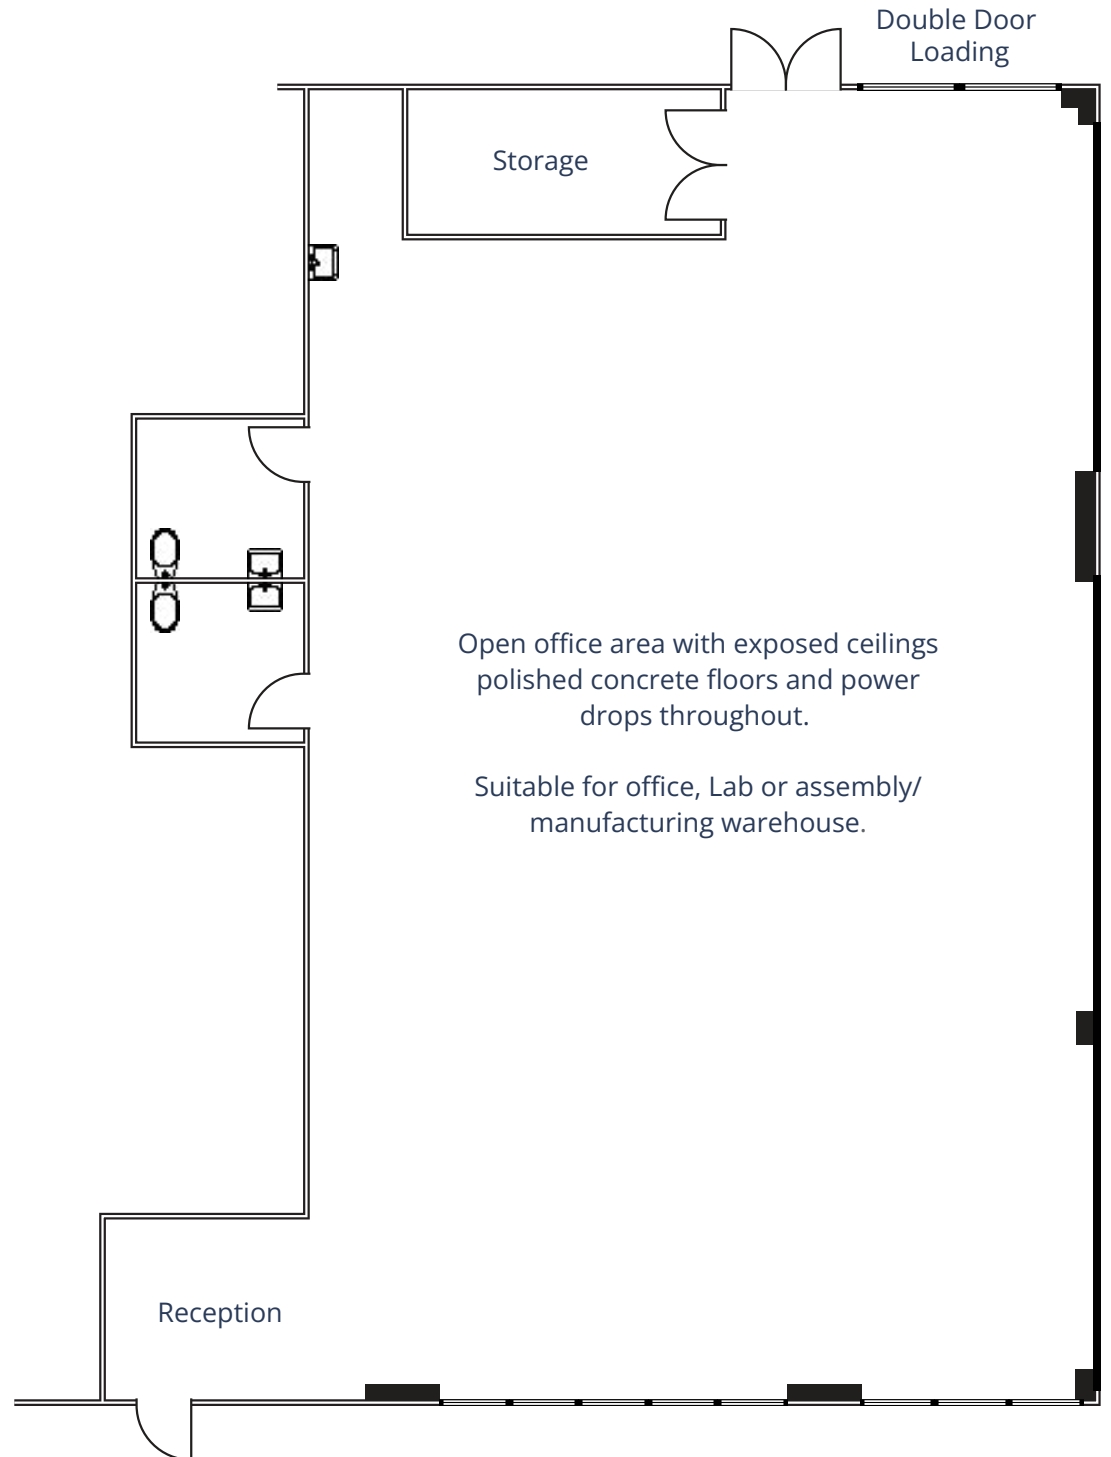 Double Door
Loading
Storage
Open office area with exposed ceilings
polished concrete floors and power
drops throughout.
Suitable for office, Lab or assembly/
manufacturing warehouse.
Reception